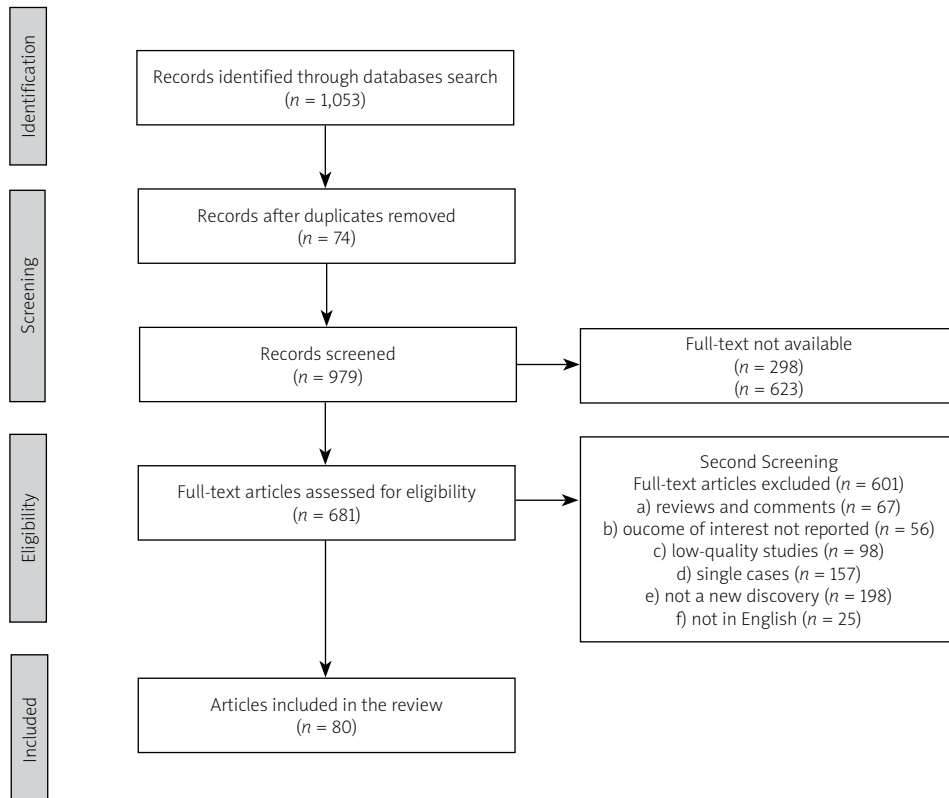 Identification
Records identified through databases search
(n = 1,053)
Screening
Records after duplicates removed
(n = 74)
Records screened
(n = 979)
Full-text not available
(n = 298)
(n = 623)
Eligibility
Full-text articles assessed for eligibility
(n = 681)
Second Screening
Full-text articles excluded (n = 601)
a) reviews and comments (n = 67)
b) oucome of interest not reported (n = 56)
c) low-quality studies (n = 98)
d) single cases (n = 157)
e) not a new discovery (n = 198)
f) not in English (n = 25)
Included
Articles included in the review
(n = 80)